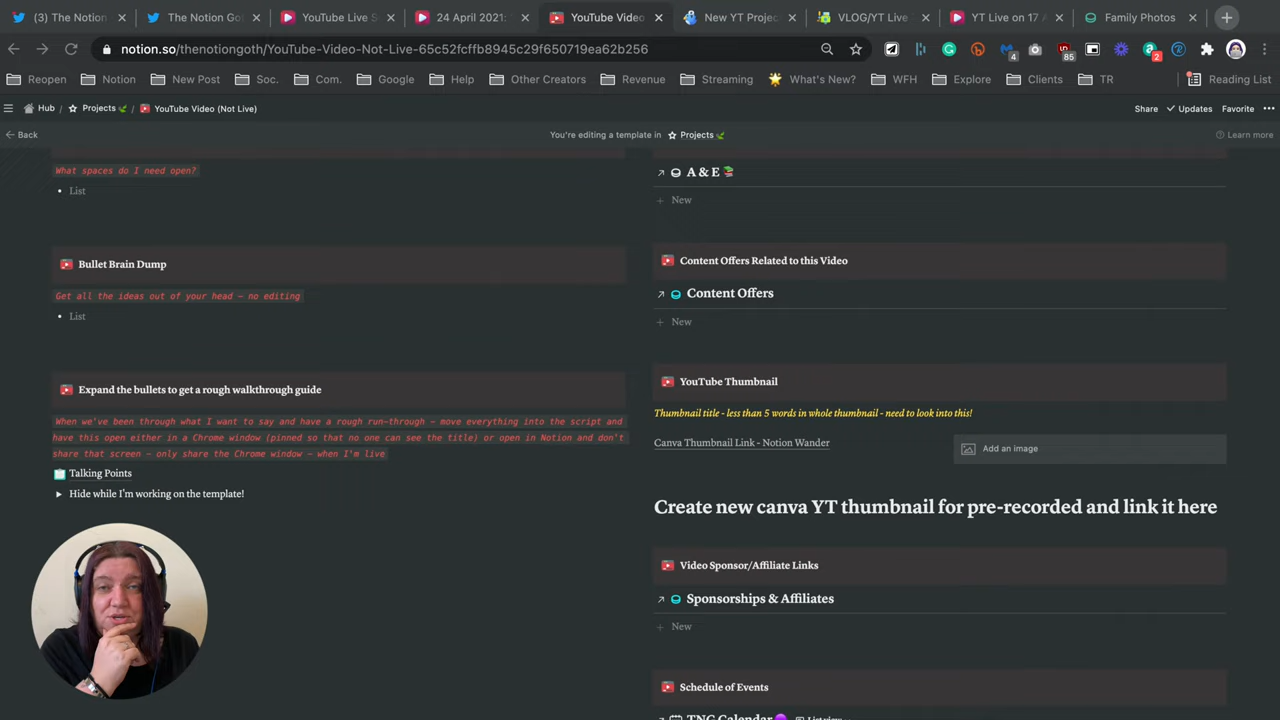 (3) The Notion
The Notion Go
YouTube Live S
24 April 2021:
YouTube Video
New YT Projec
VLOG/YT Live
YT Live on 17 A
Family Photos
notion.so/thenotiongoth/YouTube-Video-Not-Live-65c52fcffb8945c29f650719ea62b256
4
85
2
Reopen
Notion
New Post
Soc.
Com.
Google
Help
Other Creators
Revenue
Streaming
What's New?
WFH
Explore
Clients
TR
Reading List
Hub / Projects / YouTube Video (Not Live)
Share
Updates
Favorite
Back
You're editing a template in Projects
Learn more
What spaces do I need open?
List
Bullet Brain Dump
Get all the ideas out of your head - no editing
List
Expand the bullets to get a rough walkthrough guide
When we've been through what I want to say and have a rough run-through - move everything into the script and
have this open either in a Chrome window (pinned so that no one can see the title) or open in Notion and don't
share that screen - only share the Chrome window - when I'm live
Talking Points
Hide while I'm working on the template!
A & E
New
Content Offers Related to this Video
Content Offers
New
YouTube Thumbnail
Thumbnail title - less than 5 words in whole thumbnail - need to look into this!
Canva Thumbnail Link - Notion Wander
Add an image
Create new canva YT thumbnail for pre-recorded and link it here
Video Sponsor/Affiliate Links
Sponsorships & Affiliates
New
Schedule of Events
TNG Calendar
List view